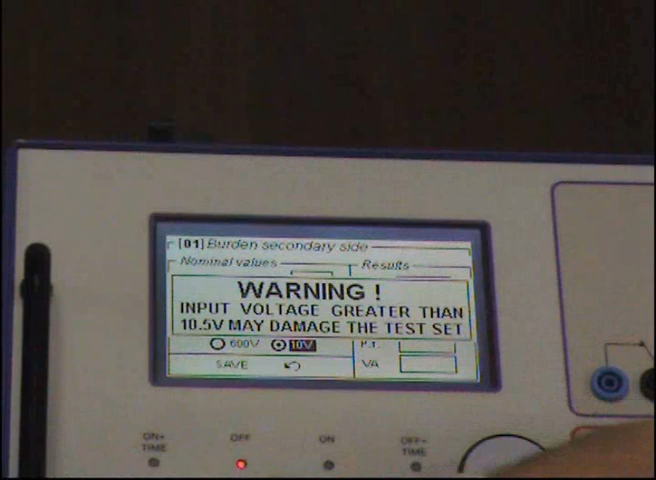 [01] Burden secondary side
Nominal values
Results
WARNING !
INPUT VOLTAGE GREATER THAN
10.5V MAY DAMAGE THE TEST SET
600V 10V
P.F.
SAVE
VA
ON+
TIME
OFF
ON
OFF+
TIME